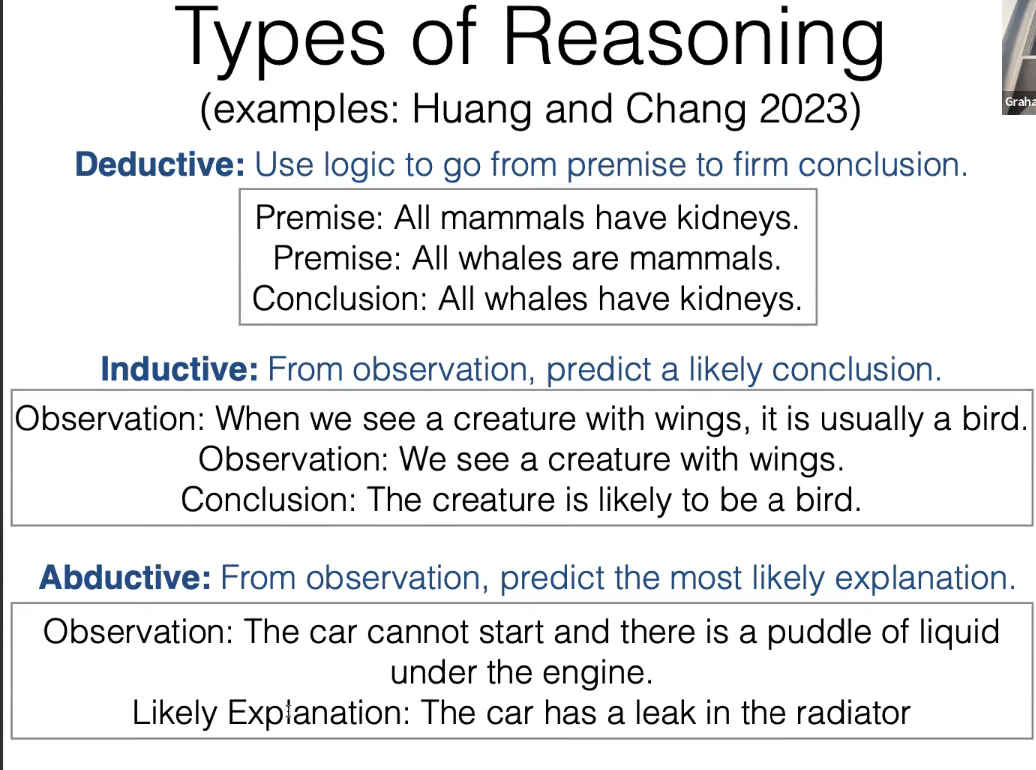 Types of Reasoning
(examples: Huang and Chang 2023)
Deductive: Use logic to go from premise to firm conclusion.
Premise: All mammals have kidneys.
Premise: All whales are mammals.
Conclusion: All whales have kidneys.
Inductive: From observation, predict a likely conclusion.
Observation: When we see a creature with wings, it is usually a bird.
Observation: We see a creature with wings.
Conclusion: The creature is likely to be a bird.
Abductive: From observation, predict the most likely explanation.
Observation: The car cannot start and there is a puddle of liquid
under the engine.
Likely Explanation: The car has a leak in the radiator
Graha